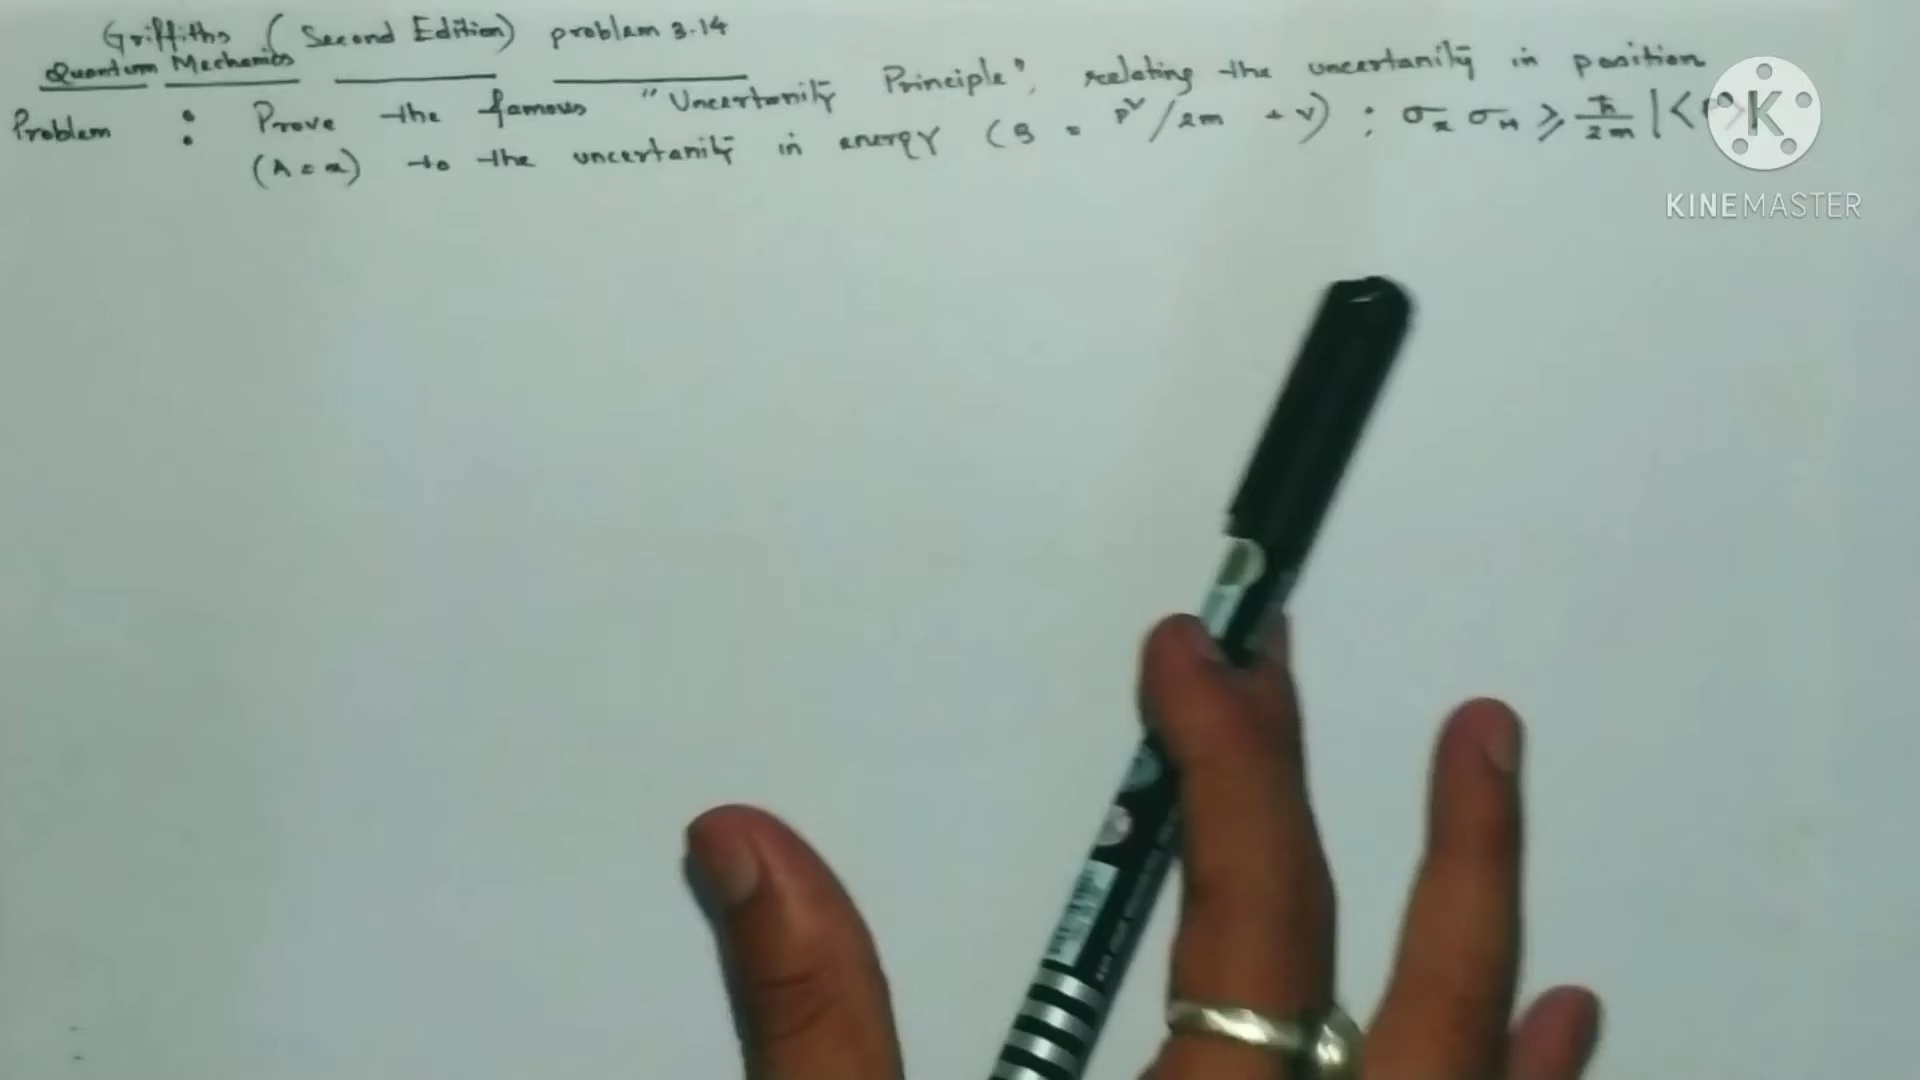 Griffiths (Second Edition) problem 3.14
Quantum Mechanics
Problem : Prove the famous "Uncertanity Principle", relating the uncertanity in position
(A = x) to the uncertanity in energy (B = p²/2m + V) : σx σH ⩾ ħ/2m |<P>
KINEMASTER